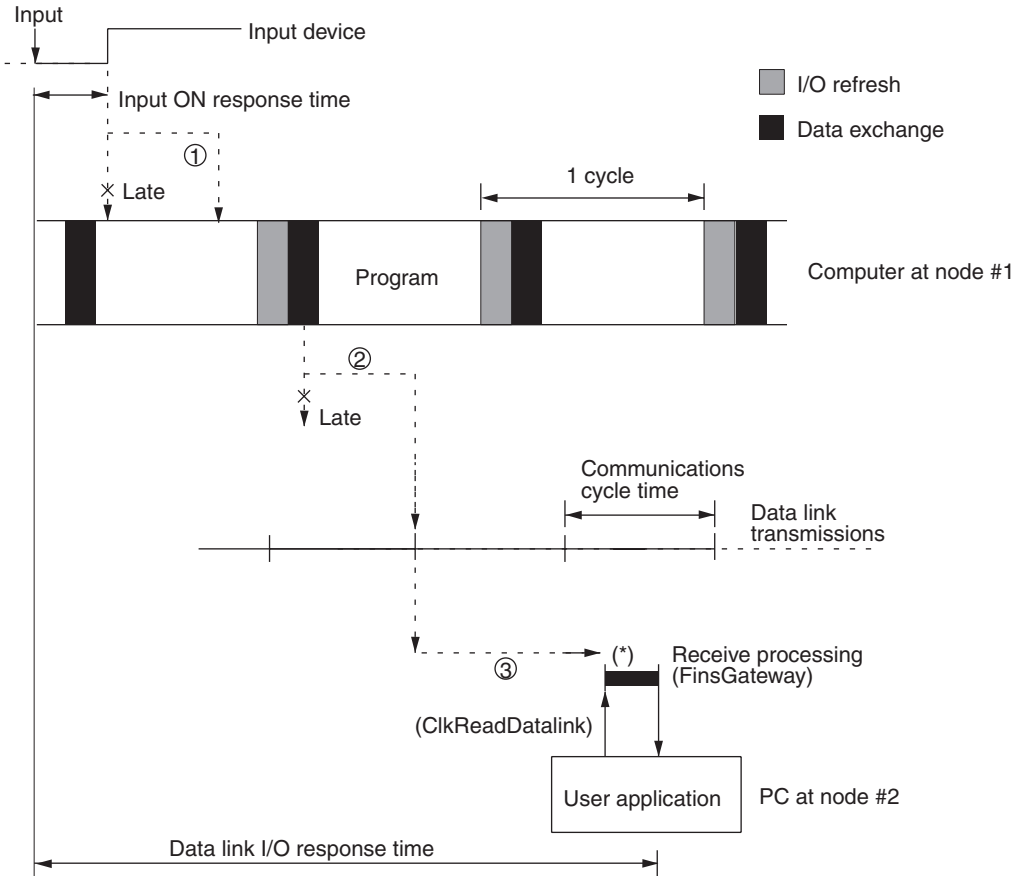 Input
Input device
I/O refresh
Input ON response time
Data exchange
①
1 cycle
Late
Program
Computer at node #1
②
Late
Communications
cycle time
Data link
transmissions
③
(*)
Receive processing
(FinsGateway)
(ClkReadDatalink)
User application
PC at node #2
Data link I/O response time